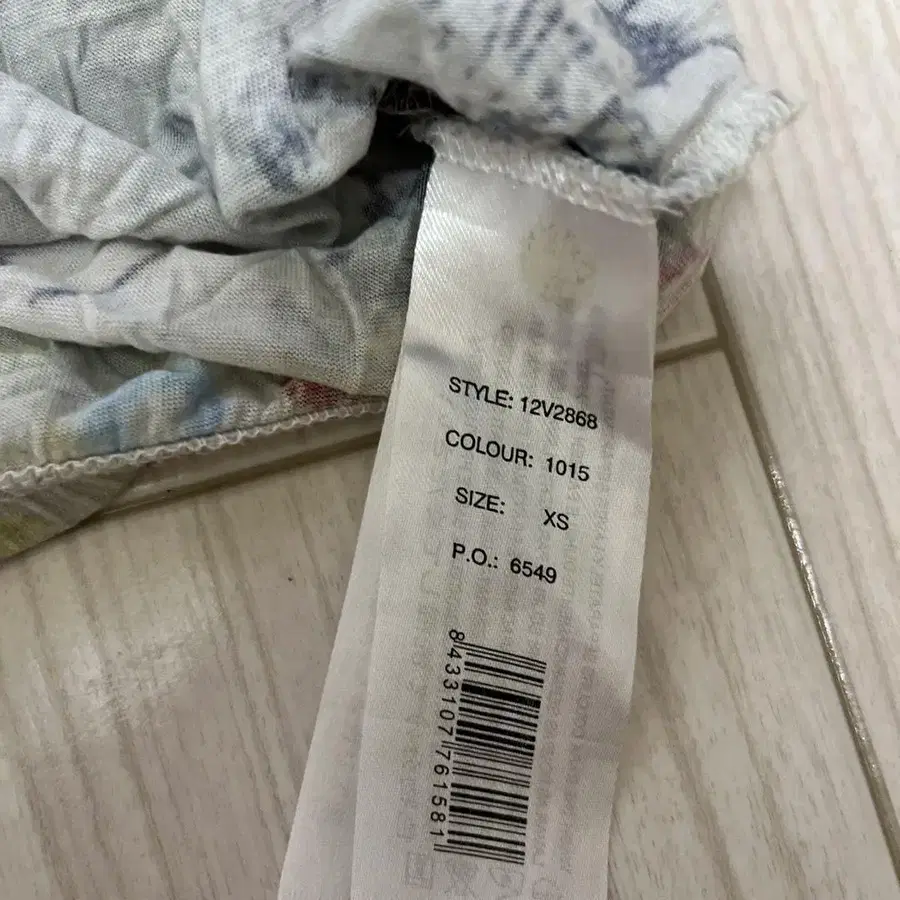 STYLE: 12V2868
COLOUR: 1015
SIZE: XS
P.O.: 6549
8433107761581